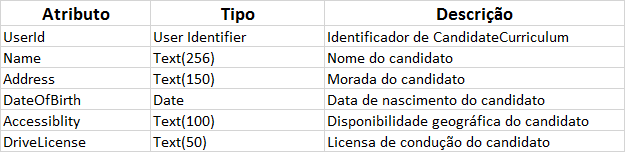 Atributo Tipo Descrição
UserId User Identifier Identificador de CandidateCurriculum
Name Text(256) Nome do candidato
Address Text(150) Morada do candidato
DateOfBirth Date Data de nascimento do candidato
Accessiblity Text(100) Disponibilidade geográfica do candidato
DriveLicense Text(50) Licensa de condução do candidato